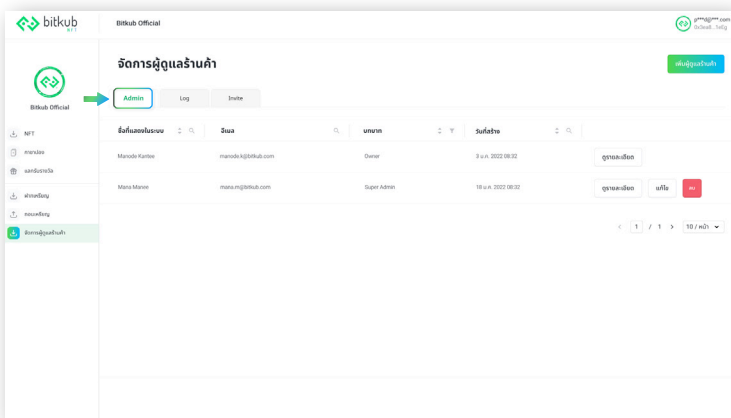 bitkub
NFT
Bitkub Official
p***d@***.com
จัดการผู้ดูแลร้านค้า
เพิ่มผู้ดูแลร้านค้า
Bitkub Official
Admin
Log
Invite
ชื่อที่แสดงในระบบ
อีเมล
บทบาท
วันที่สร้าง
NFT
Manode Kantee
manode.k@bitkub.com
Owner
3 ม.ค. 2022 08:32
ดูรายละเอียด
การปล่อย
แลกรับรางวัล
Mana Manee
mana.m@bitkub.com
Super Admin
18 ม.ค. 2022 08:32
ดูรายละเอียด
แก้ไข
ลบ
ฝากเหรียญ
ถอนเหรียญ
จัดการผู้ดูแลร้านค้า
< 1 / 1 >
10 / หน้า